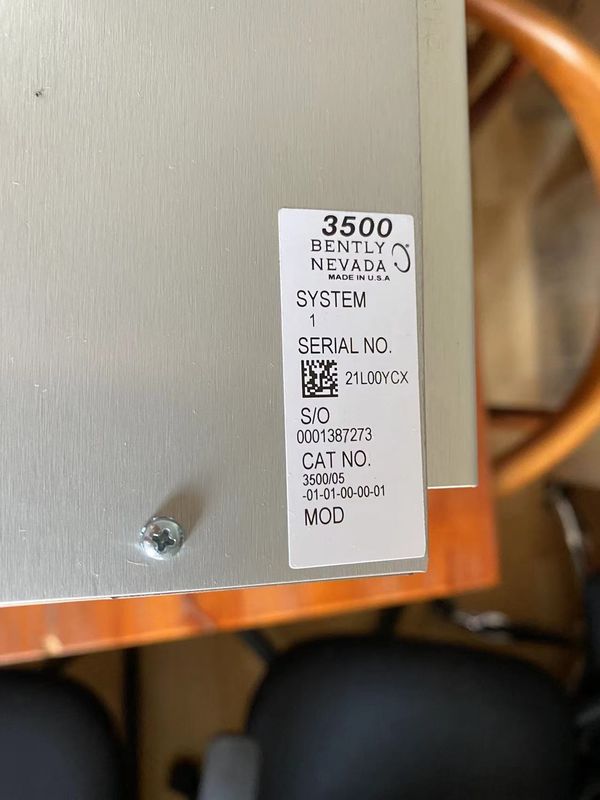 3500
BENTLY
NEVADA
MADE IN U.S.A
SYSTEM
1
SERIAL NO.
21L00YCX
S/O
0001387273
CAT NO.
3500/05
-01-01-00-00-01
MOD